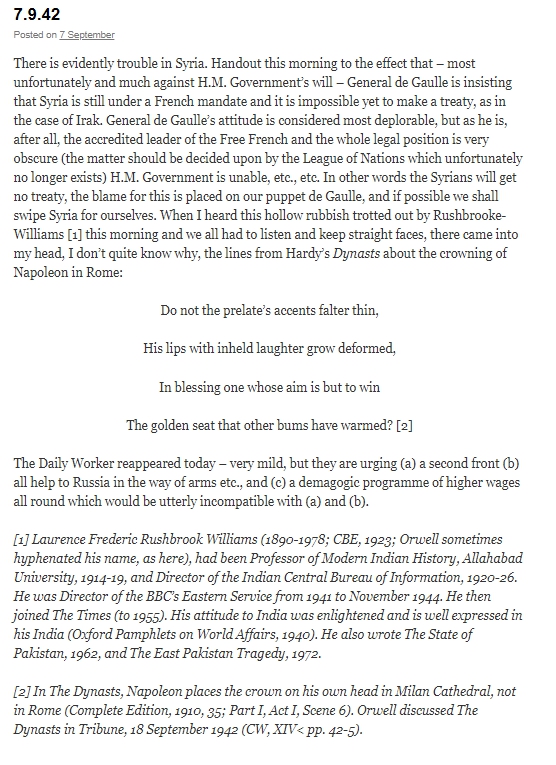 7.9.42
Posted on 7 September
There is evidently trouble in Syria. Handout this morning to the effect that – most
unfortunately and much against H.M. Government's will – General de Gaulle is insisting
that Syria is still under a French mandate and it is impossible yet to make a treaty, as in
the case of Irak. General de Gaulle's attitude is considered most deplorable, but as he is,
after all, the accredited leader of the Free French and the whole legal position is very
obscure (the matter should be decided upon by the League of Nations which unfortunately
no longer exists) H.M. Government is unable, etc., etc. In other words the Syrians will get
no treaty, the blame for this is placed on our puppet de Gaulle, and if possible we shall
swipe Syria for ourselves. When I heard this hollow rubbish trotted out by Rushbrooke-
Williams [1] this morning and we all had to listen and keep straight faces, there came into
my head, I don't quite know why, the lines from Hardy's Dynasts about the crowning of
Napoleon in Rome:
Do not the prelate's accents falter thin,
His lips with inheld laughter grow deformed,
In blessing one whose aim is but to win
The golden seat that other bums have warmed? [2]
The Daily Worker reappeared today – very mild, but they are urging (a) a second front (b)
all help to Russia in the way of arms etc., and (c) a demagogic programme of higher wages
all round which would be utterly incompatible with (a) and (b).
[1] Laurence Frederic Rushbrook Williams (1890-1978; CBE, 1923; Orwell sometimes
hyphenated his name, as here), had been Professor of Modern Indian History, Allahabad
University, 1914-19, and Director of the Indian Central Bureau of Information, 1920-26.
He was Director of the BBC's Eastern Service from 1941 to November 1944. He then
joined The Times (to 1955). His attitude to India was enlightened and is well expressed in
his India (Oxford Pamphlets on World Affairs, 1940). He also wrote The State of
Pakistan, 1962, and The East Pakistan Tragedy, 1972.
[2] In The Dynasts, Napoleon places the crown on his own head in Milan Cathedral, not
in Rome (Complete Edition, 1910, 35; Part I, Act I, Scene 6). Orwell discussed The
Dynasts in Tribune, 18 September 1942 (CW, XIV< pp. 42-5).